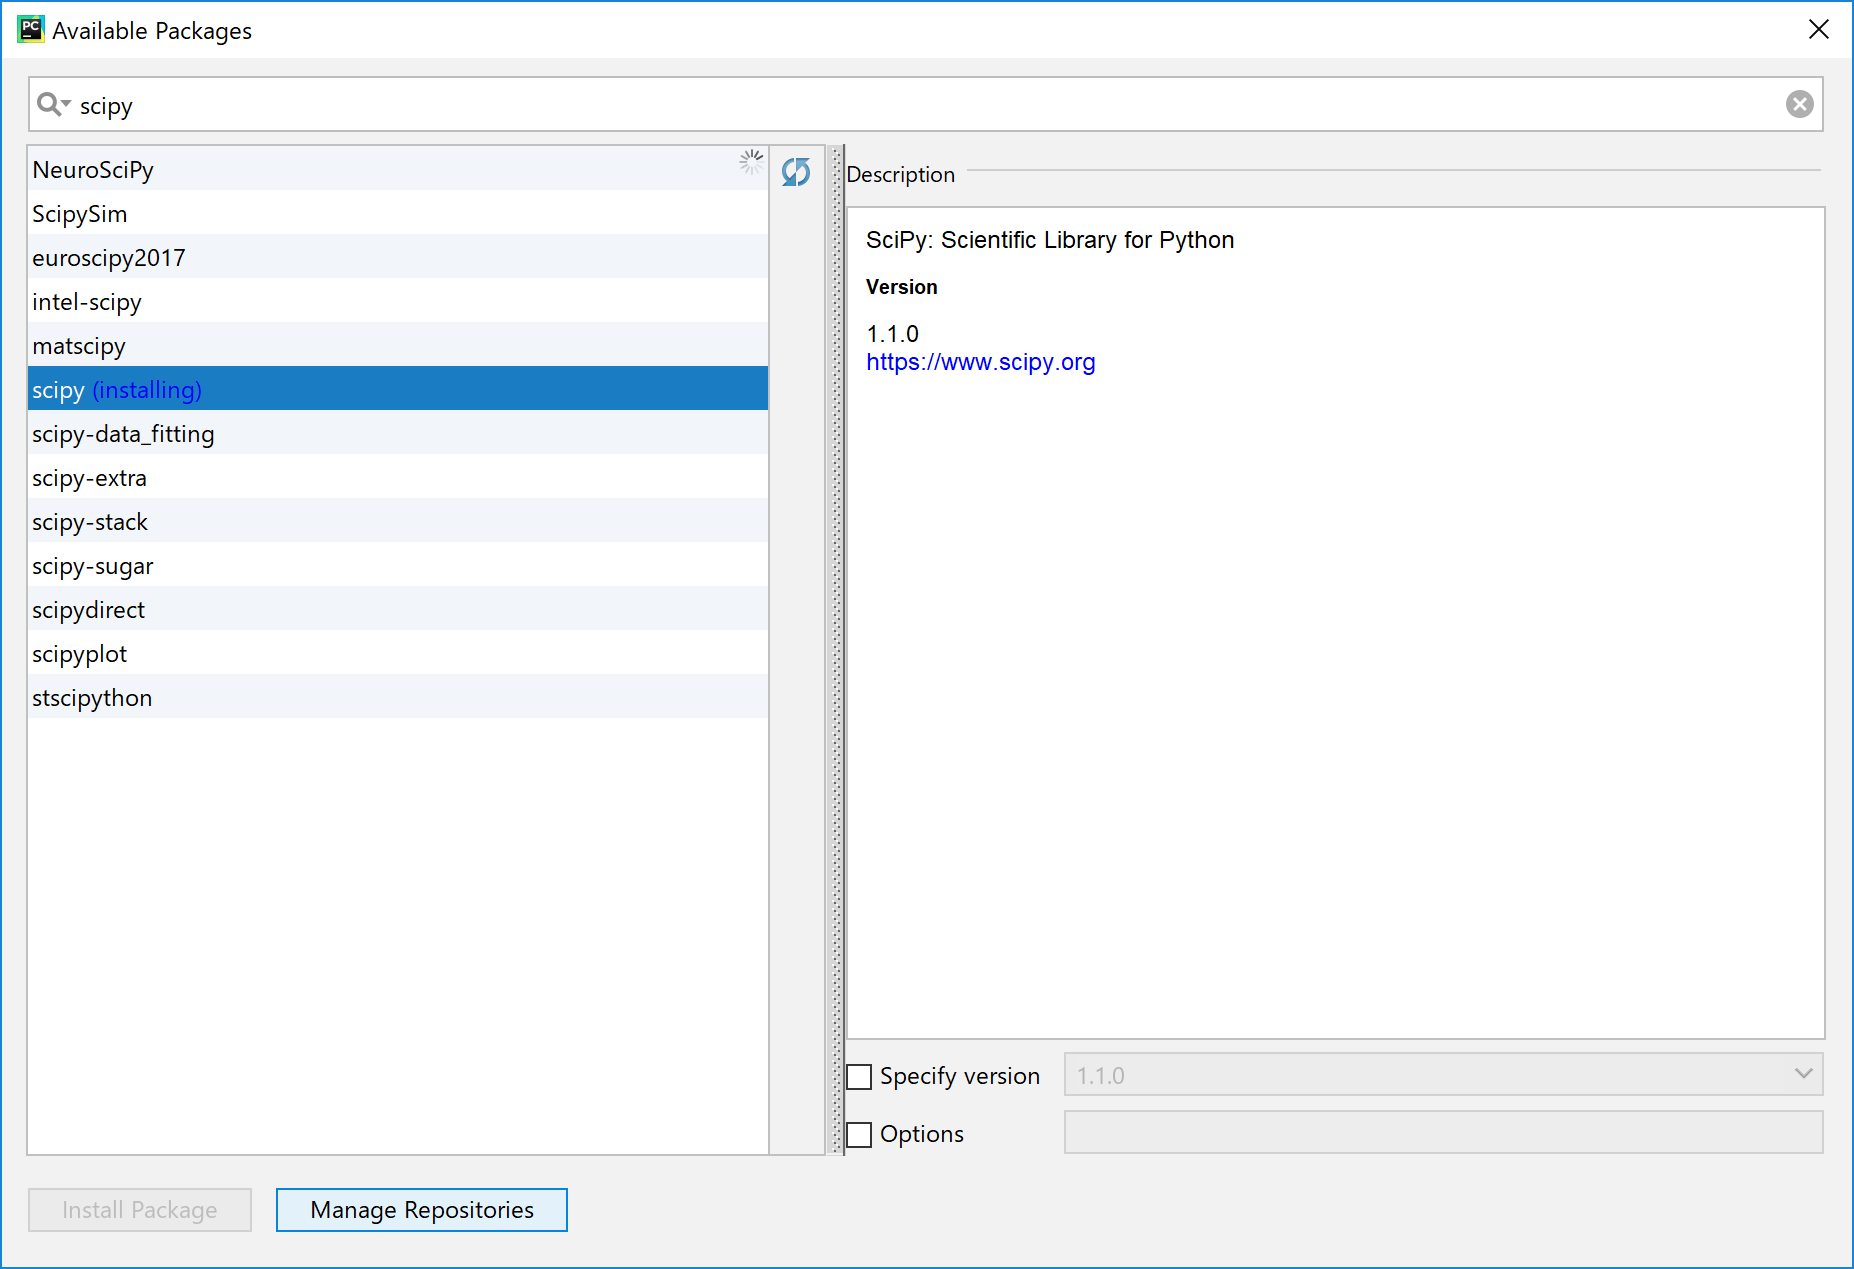 PC Available Packages
scipy
NeuroSciPy
ScipySim
euroscipy2017
intel-scipy
matscipy
scipy (installing)
scipy-data_fitting
scipy-extra
scipy-stack
scipy-sugar
scipydirect
scipyplot
stscipython
Description
SciPy: Scientific Library for Python
Version
1.1.0
https://www.scipy.org
Specify version 1.1.0
Options
Install Package Manage Repositories